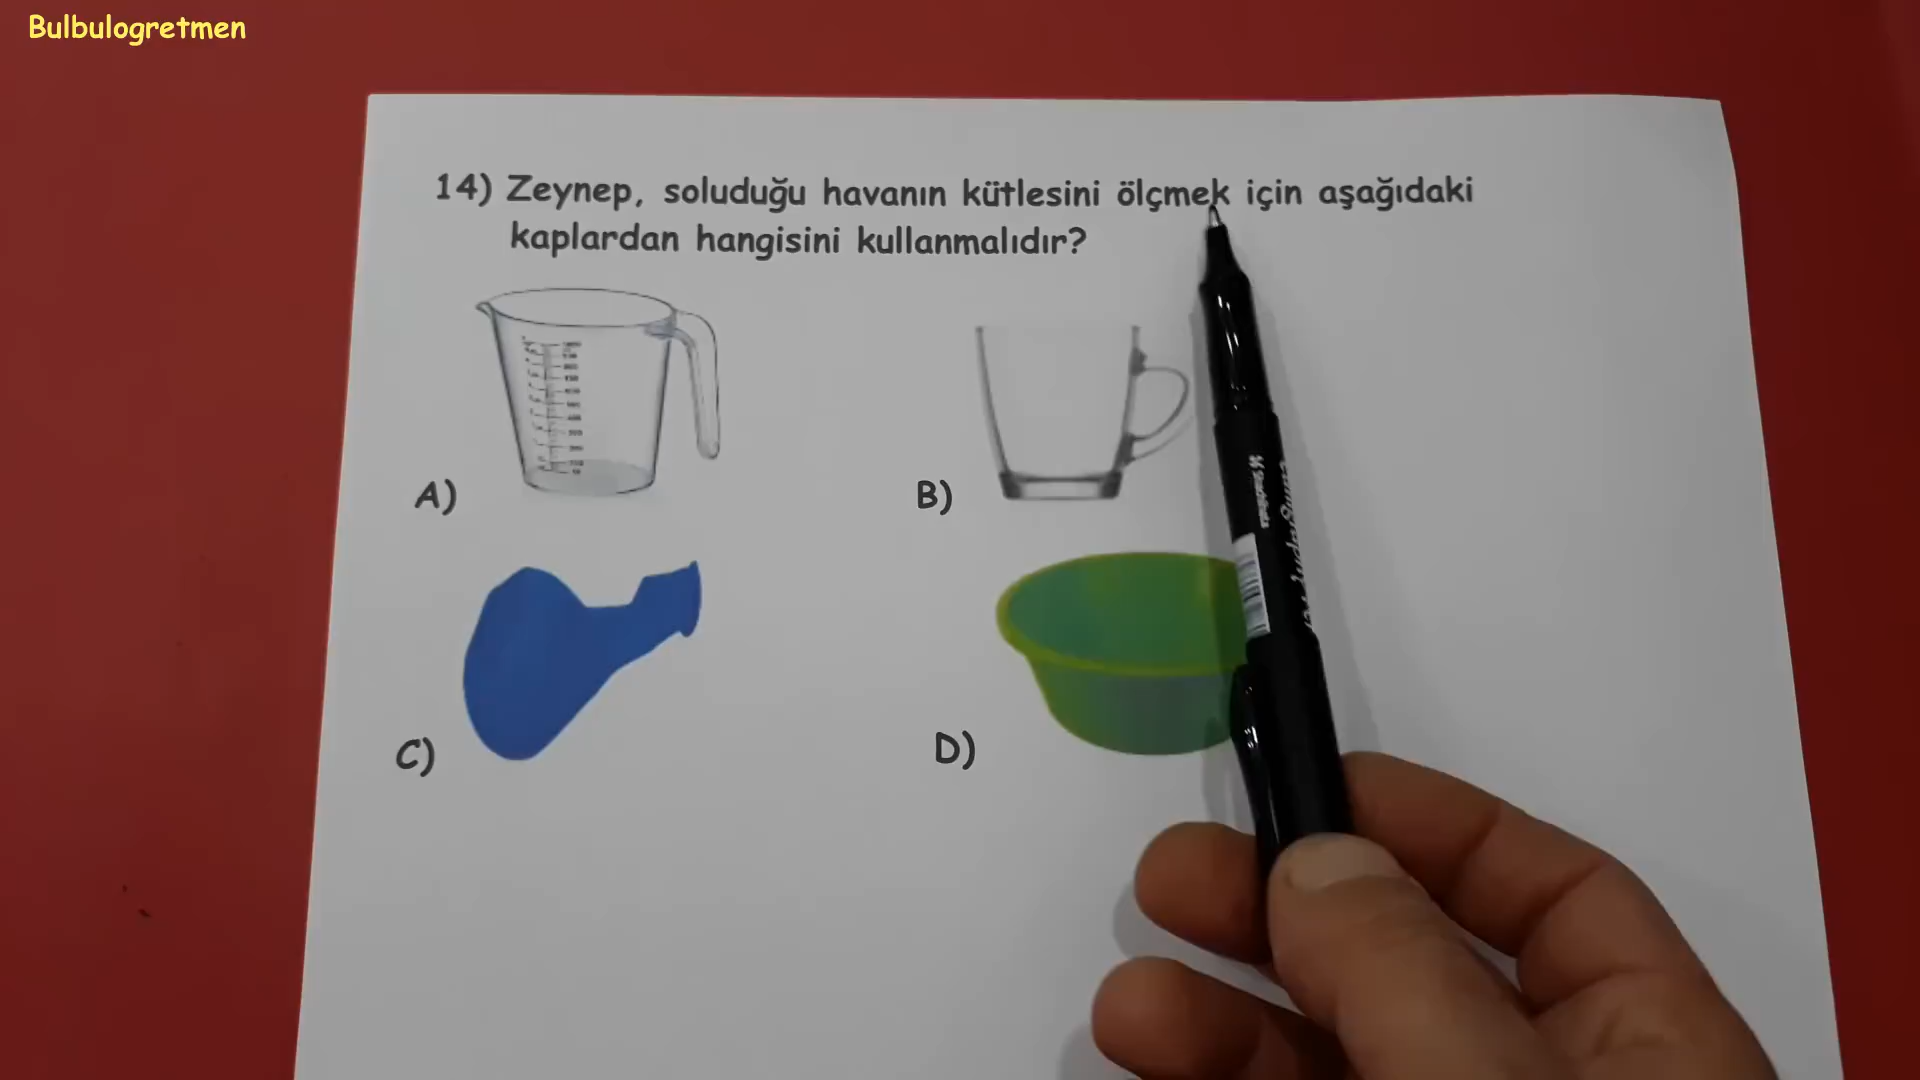 Bulbulogretmen
14) Zeynep, soluduğu havanın kütlesini ölçmek için aşağıdaki
kaplardan hangisini kullanmalıdır?
A)
B)
C)
D)